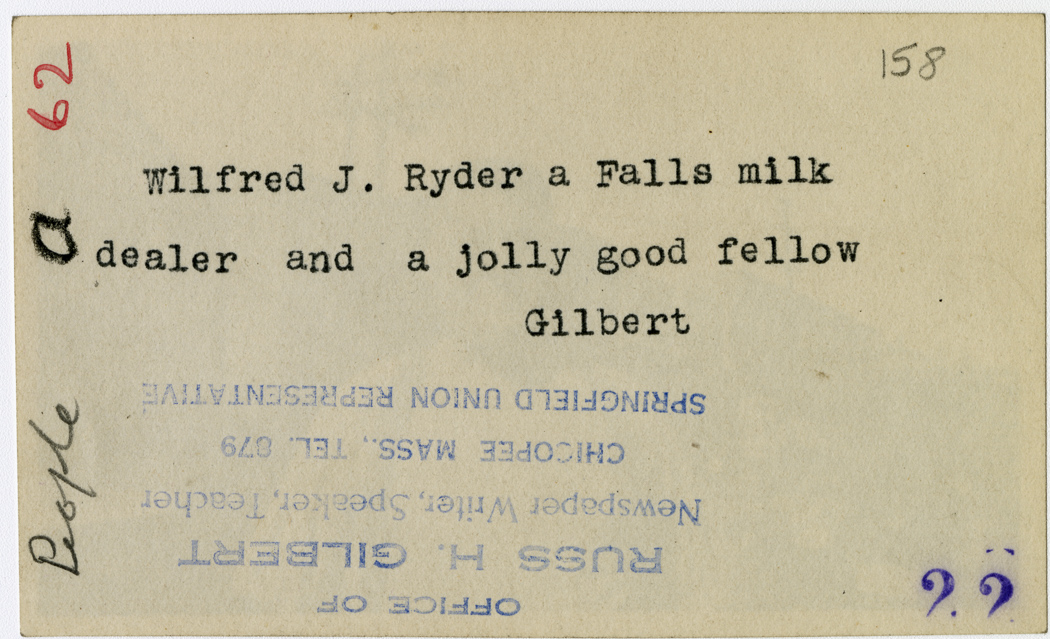 158
62
Wilfred J. Ryder a Falls milk
a
dealer and a jolly good fellow
Gilbert
People
OFFICE OF
RUSS H. GILBERT
Newspaper Writer, Speaker, Teacher
CHICOPEE MASS., TEL. 879
SPRINGFIELD UNION REPRESENTATIVE